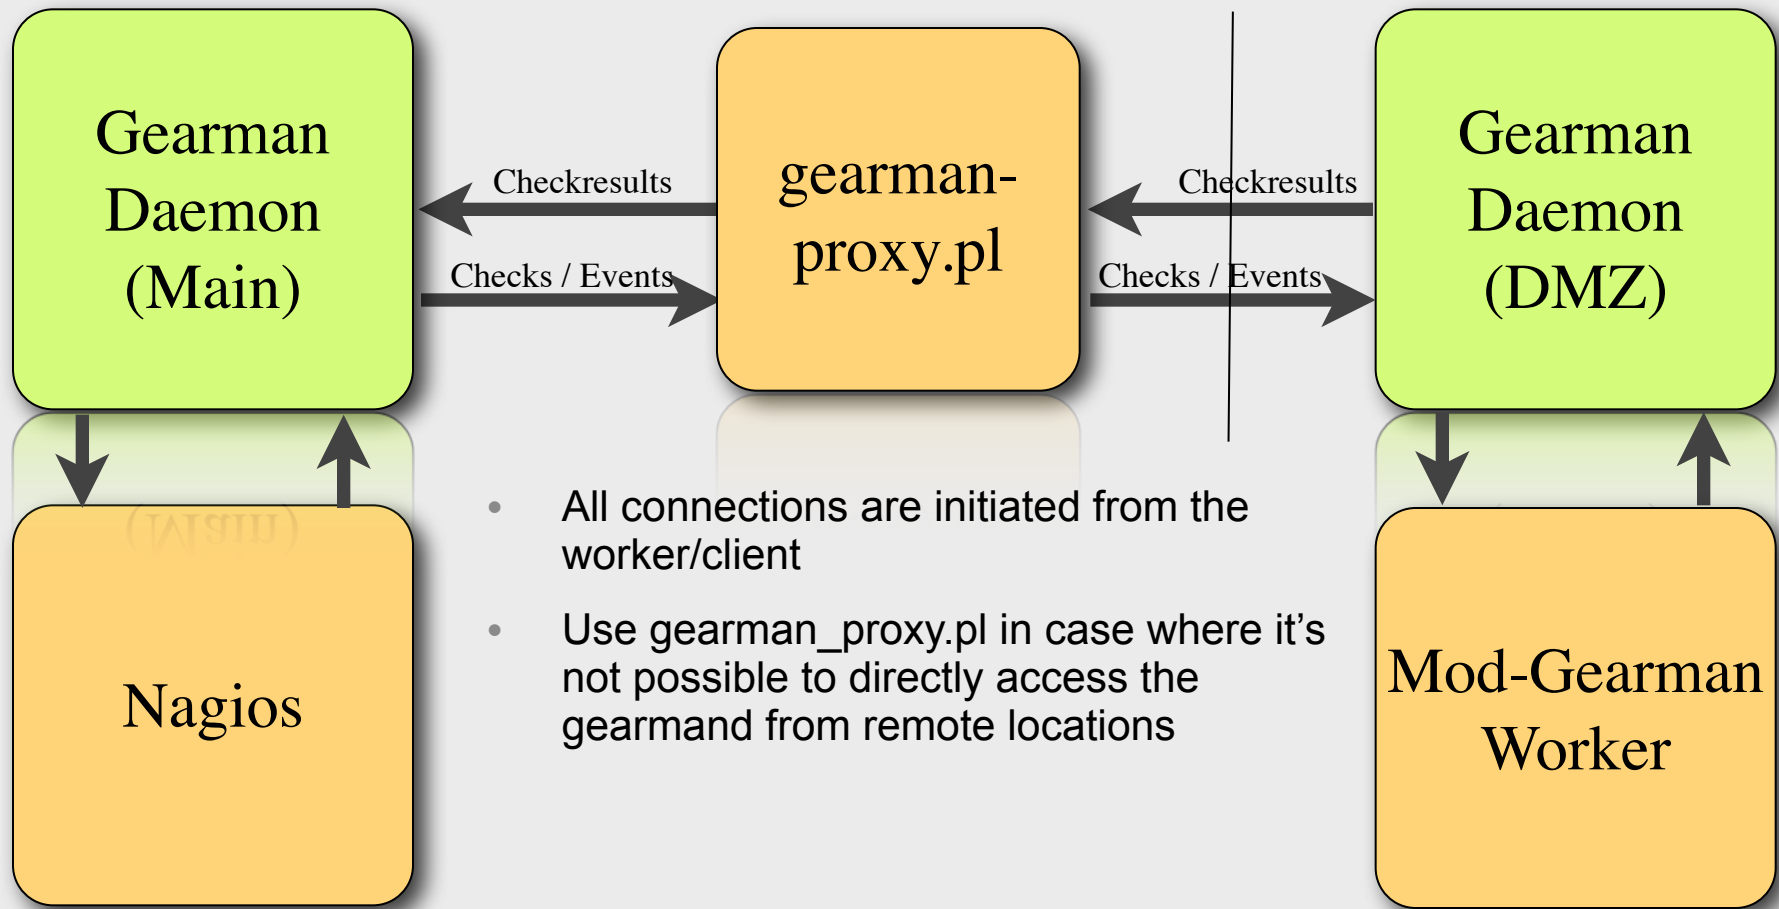 Gearman
Daemon
(Main)
Checkresults
Checks / Events
gearman-
proxy.pl
Checkresults
Checks / Events
Gearman
Daemon
(DMZ)
(Main)
Nagios
• All connections are initiated from the
worker/client
• Use gearman_proxy.pl in case where it’s
not possible to directly access the
gearmand from remote locations
Mod-Gearman
Worker